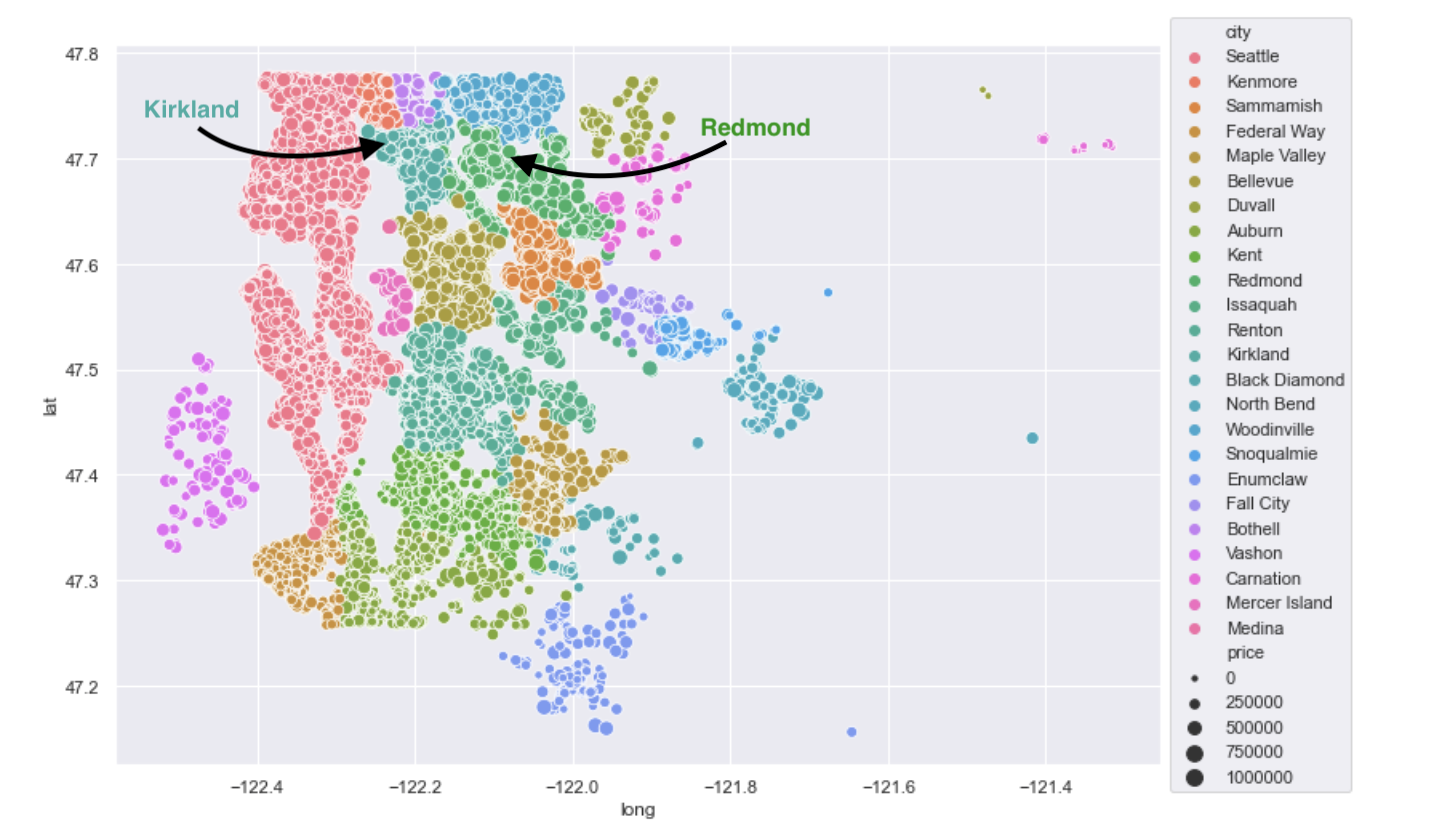 47.8
47.7
47.6
47.5
47.4
47.3
47.2
lat
Kirkland
Redmond
−122.4
−122.2
−122.0
−121.8
−121.6
−121.4
long
city
Seattle
Kenmore
Sammamish
Federal Way
Maple Valley
Bellevue
Duvall
Auburn
Kent
Redmond
Issaquah
Renton
Kirkland
Black Diamond
North Bend
Woodinville
Snoqualmie
Enumclaw
Fall City
Bothell
Vashon
Carnation
Mercer Island
Medina
price
0
250000
500000
750000
1000000